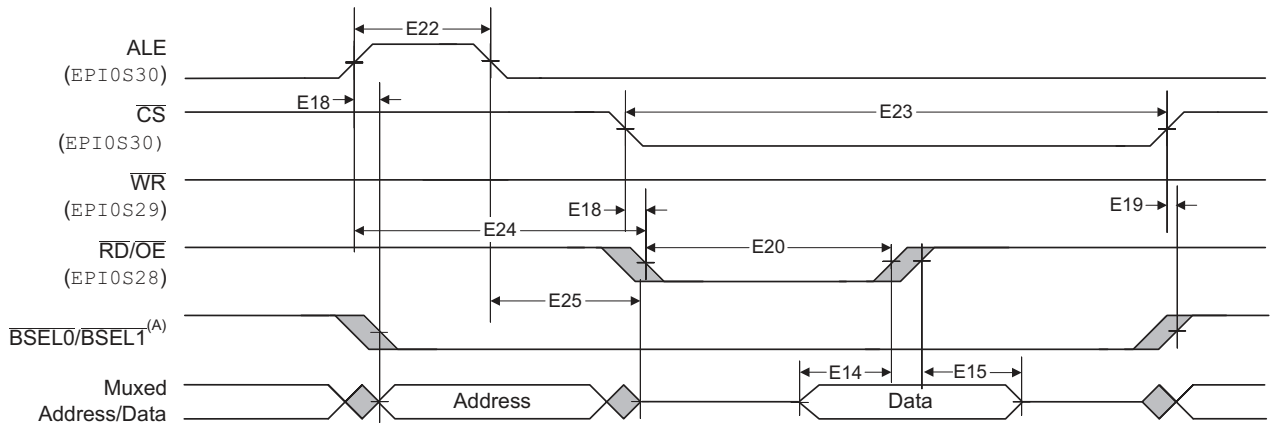 E22
ALE
(EPI0S30)
E18
CS
E23
(EPI0S30)
WR
(EPI0S29)
E18
E19
E24
RD/OE
E20
(EPI0S28)
E25
BSEL0/BSEL1(A)
Muxed
Address/Data
Address
E14
Data
E15